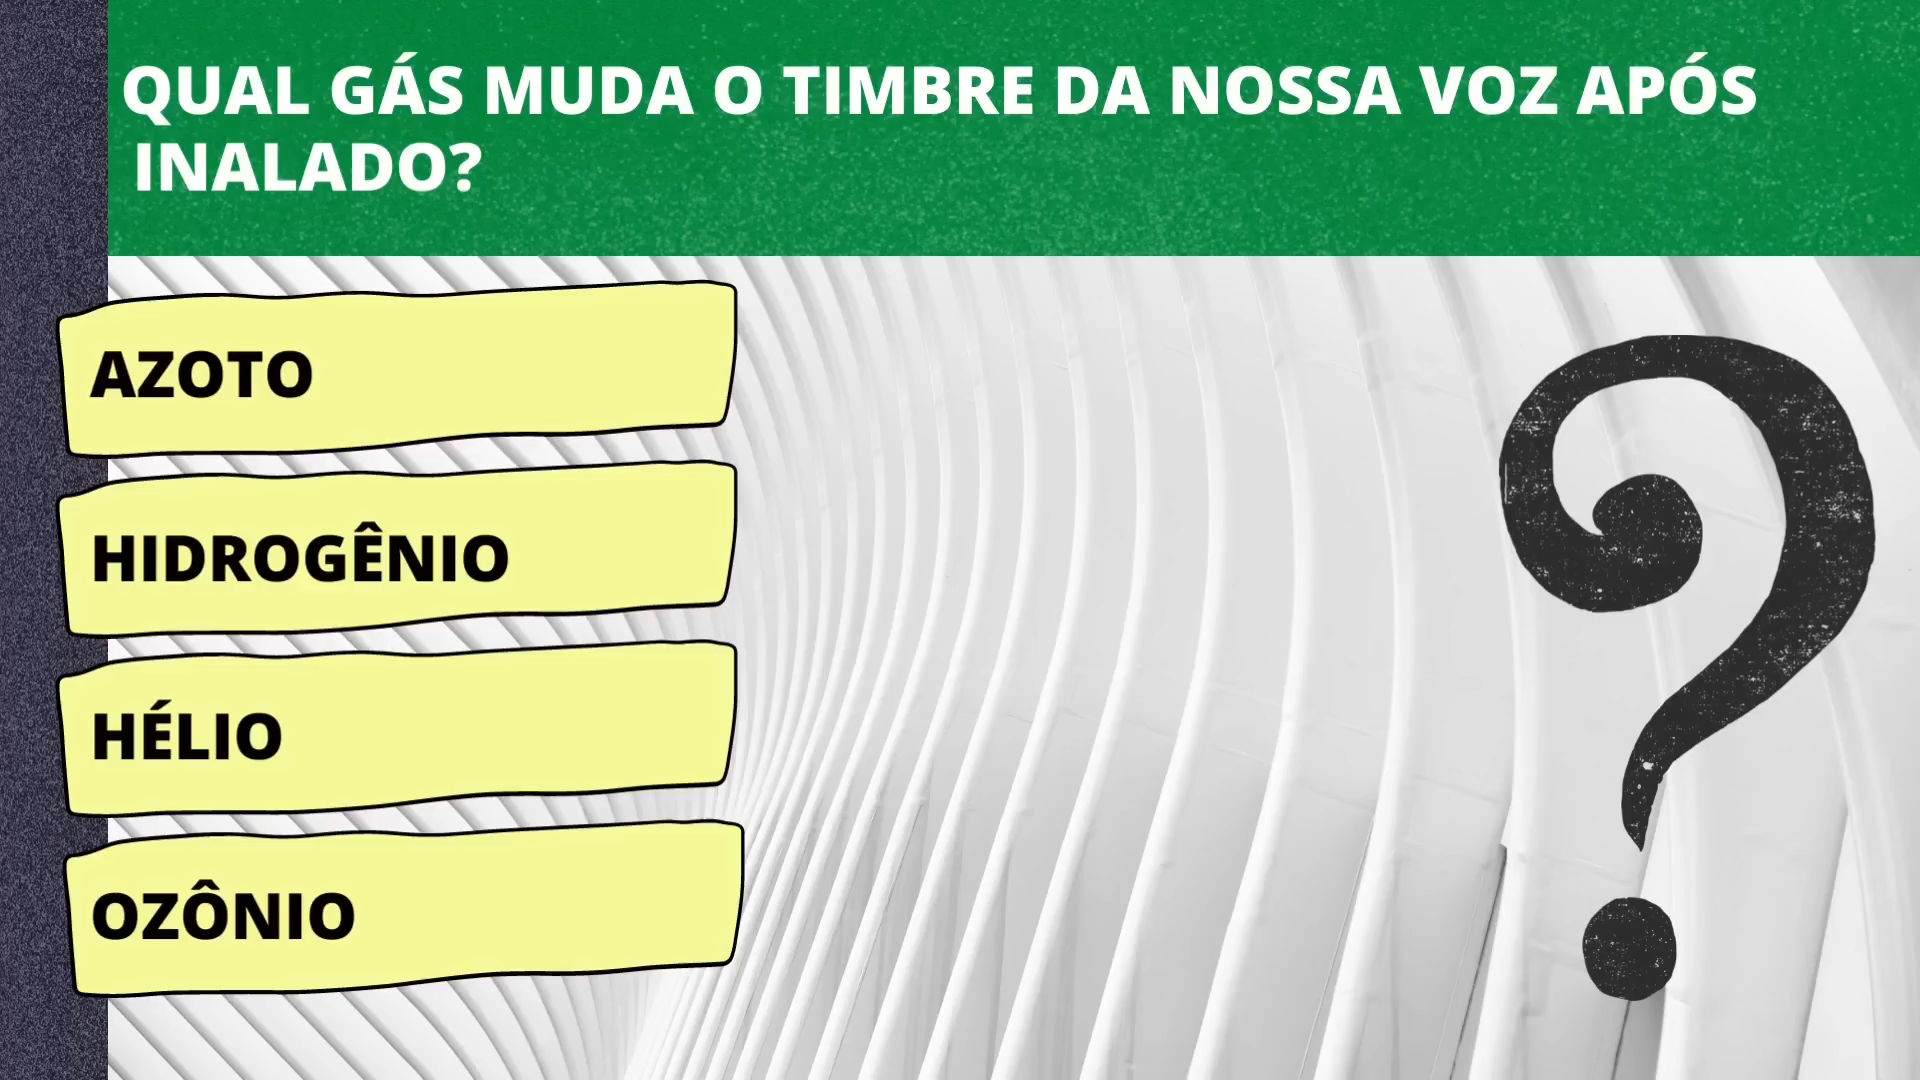 QUAL GÁS MUDA O TIMBRE DA NOSSA VOZ APÓS
INALADO?
AZOTO
HIDROGÊNIO
HÉLIO
OZÔNIO